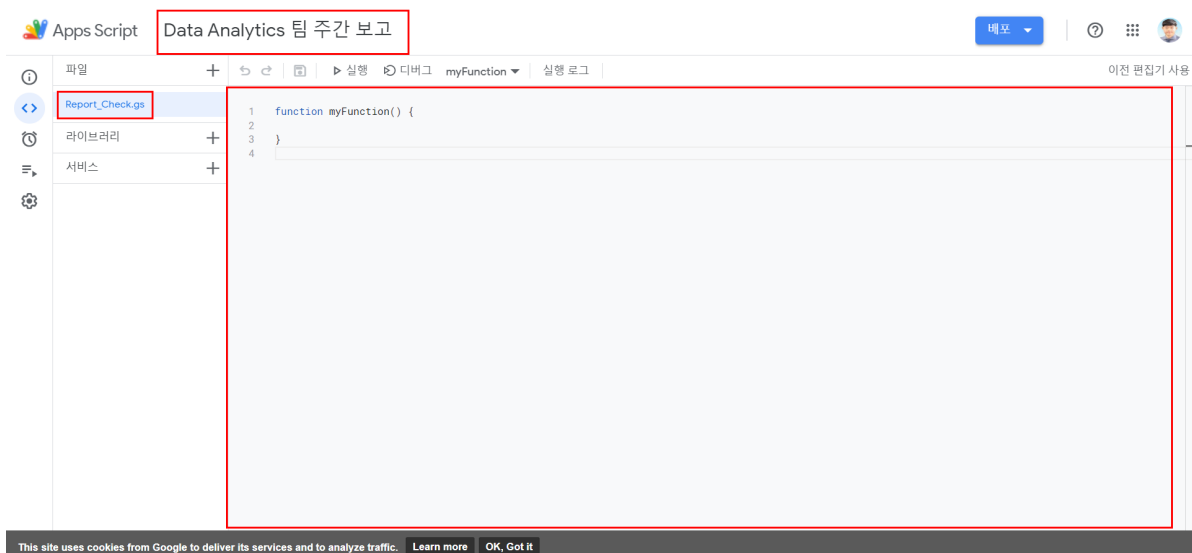 Apps Script Data Analytics 팀 주간 보고 배포
파일 실행 디버그 myFunction 실행 로그 이전 편집기 사용
Report_Check.gs
라이브러리
서비스
1 function myFunction() {
2
3 }
4
This site uses cookies from Google to deliver its services and to analyze traffic. Learn more OK, Got it